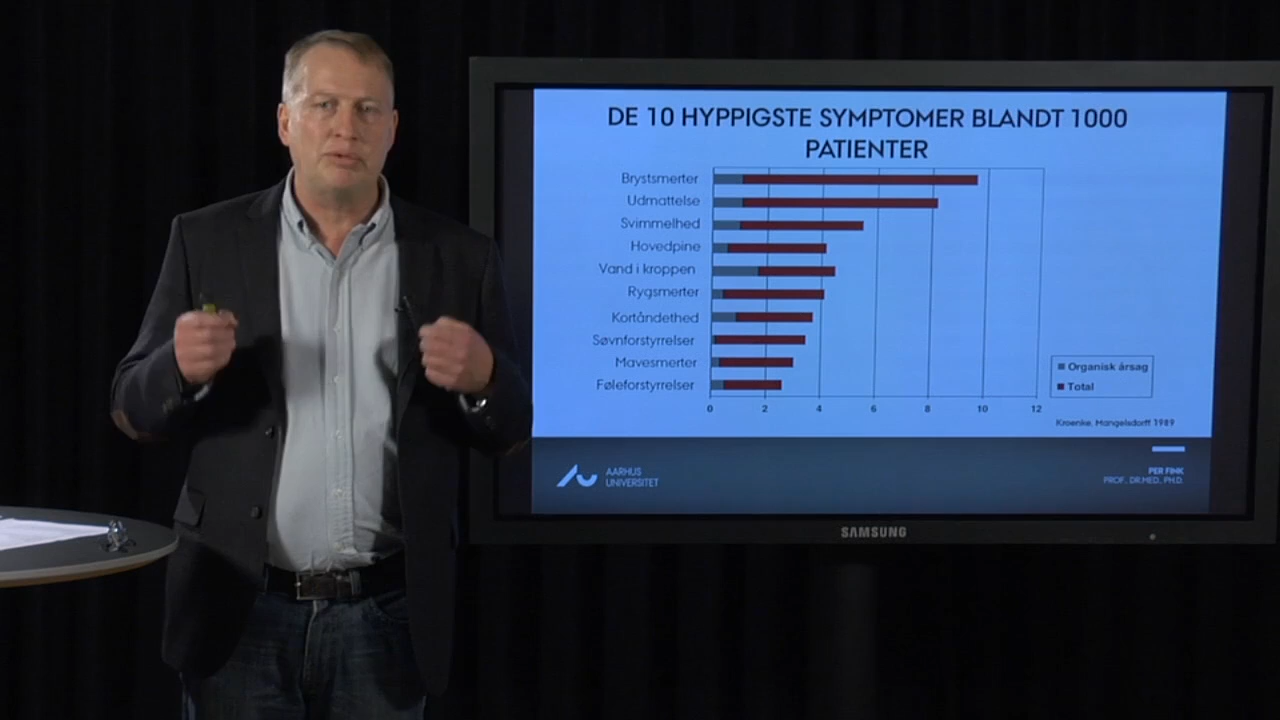 DE 10 HYPPIGSTE SYMPTOMER BLANDT 1000
PATIENTER
Brystsmerter
Udmattelse
Svimmelhed
Hovedpine
Vand i kroppen
Rygsmerter
Kortåndethed
Søvnforstyrrelser
Mavesmerter
Føleforstyrrelser
0 2 4 6 8 10 12
Organisk årsag
Total
Kroenke, Mangelsdorff 1989
AARHUS
UNIVERSITET
PER FINK
PROF., DR.MED., PH.D.
SAMSUNG